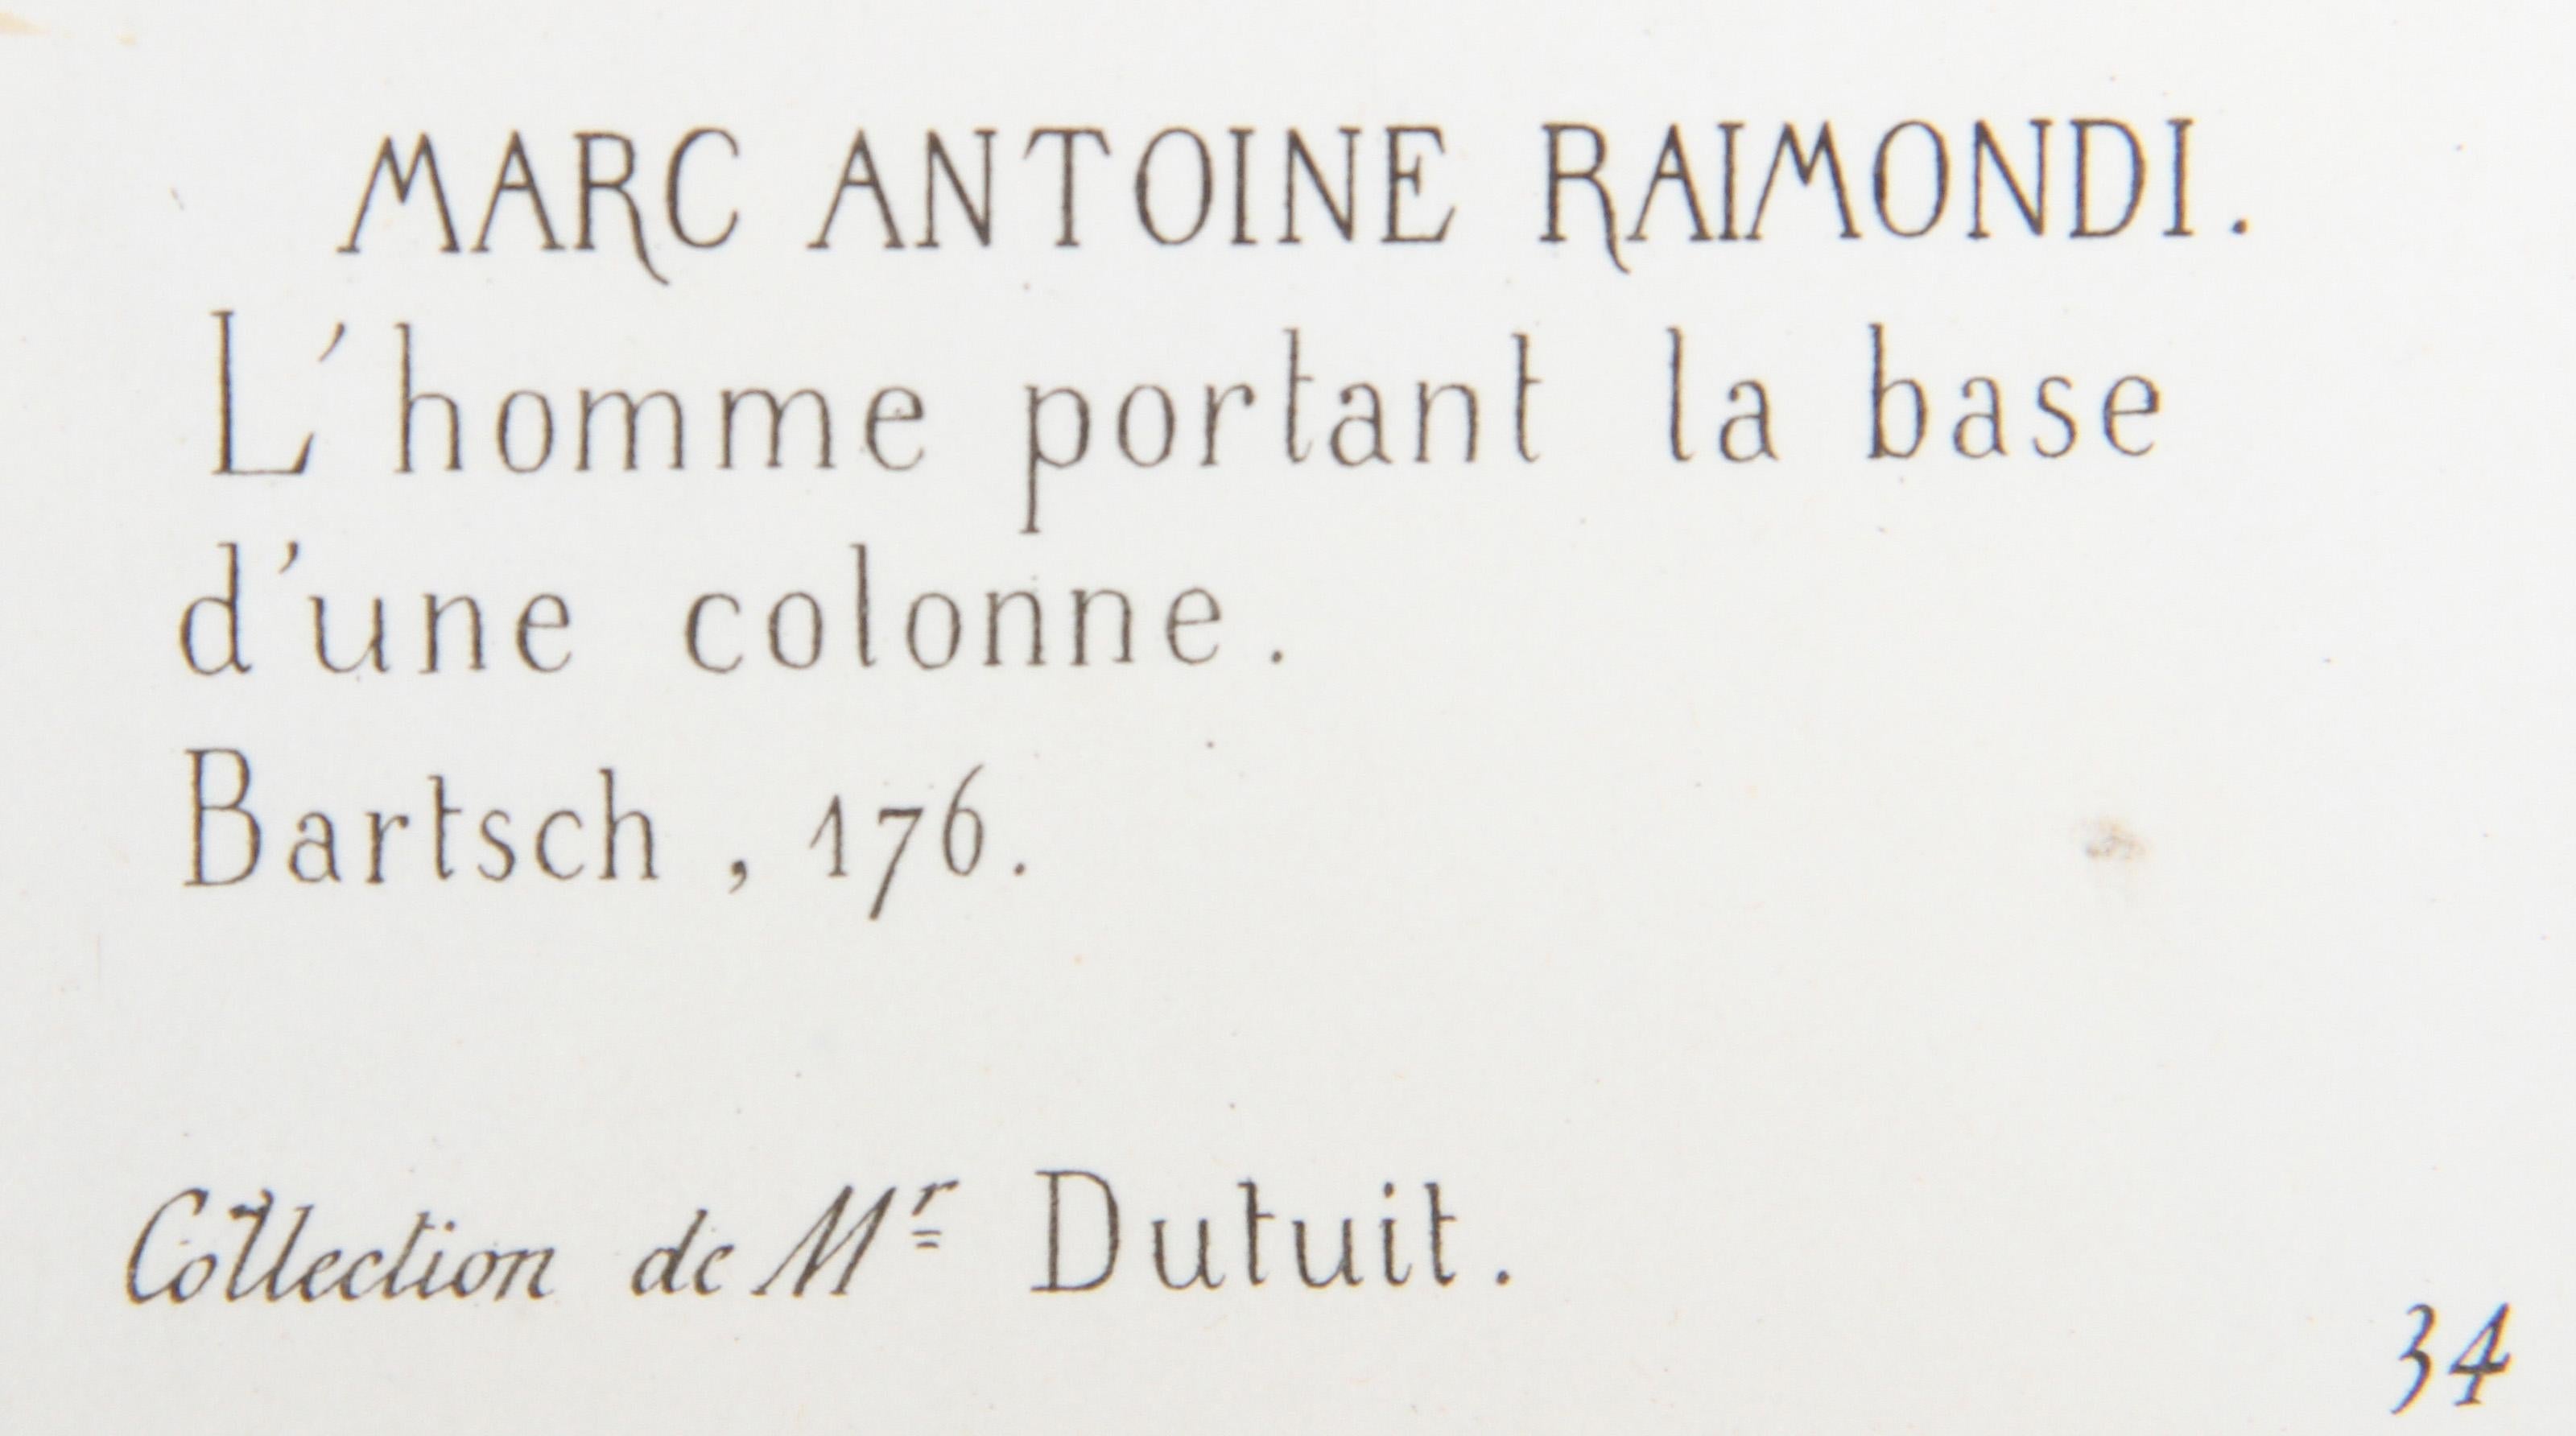 MARC ANTOINE RAIMONDI.
L'homme portant la base
d'une colonne.
Bartsch, 176.
Collection de Mr Dutuit.
34